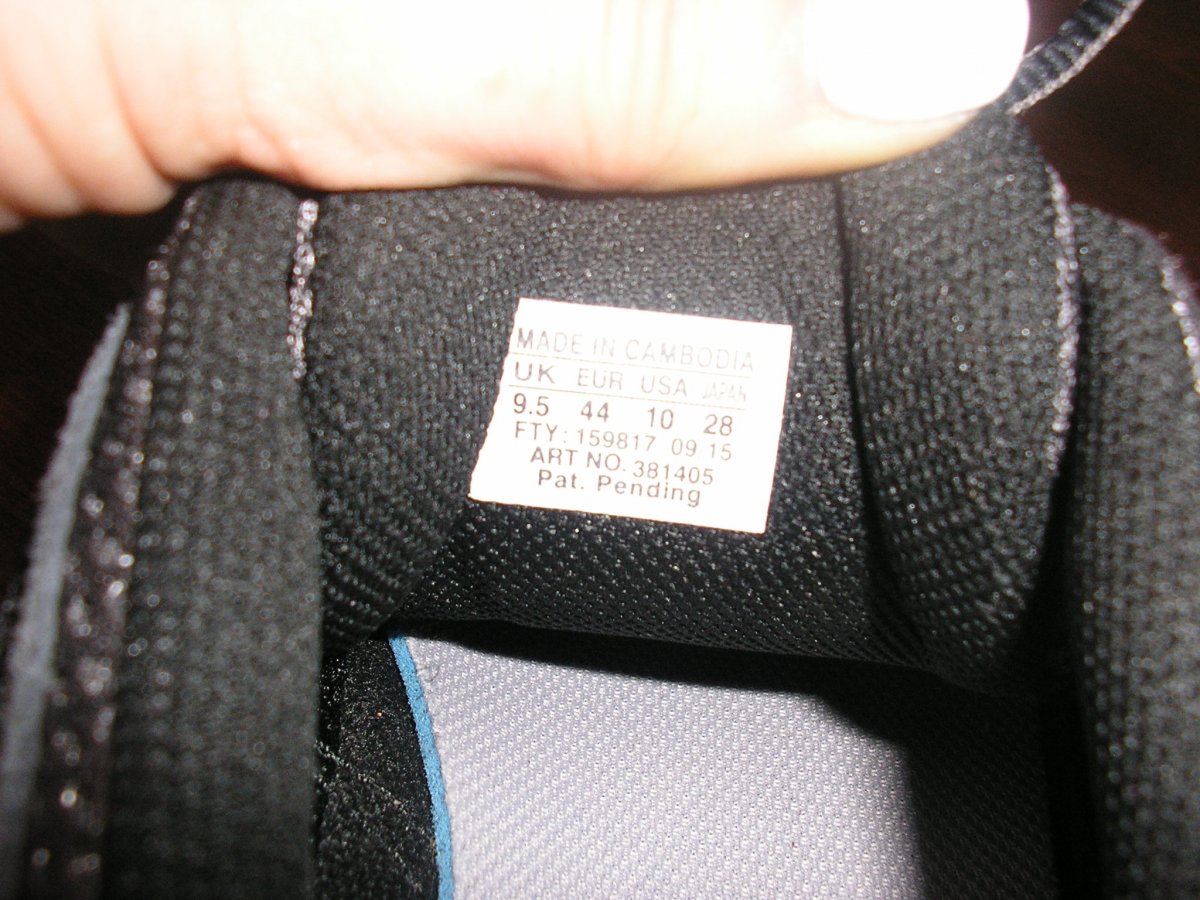 MADE IN CAMBODIA
UK EUR USA JAPAN
9.5 44 10 28
FTY: 159817 09 15
ART NO. 381405
Pat. Pending